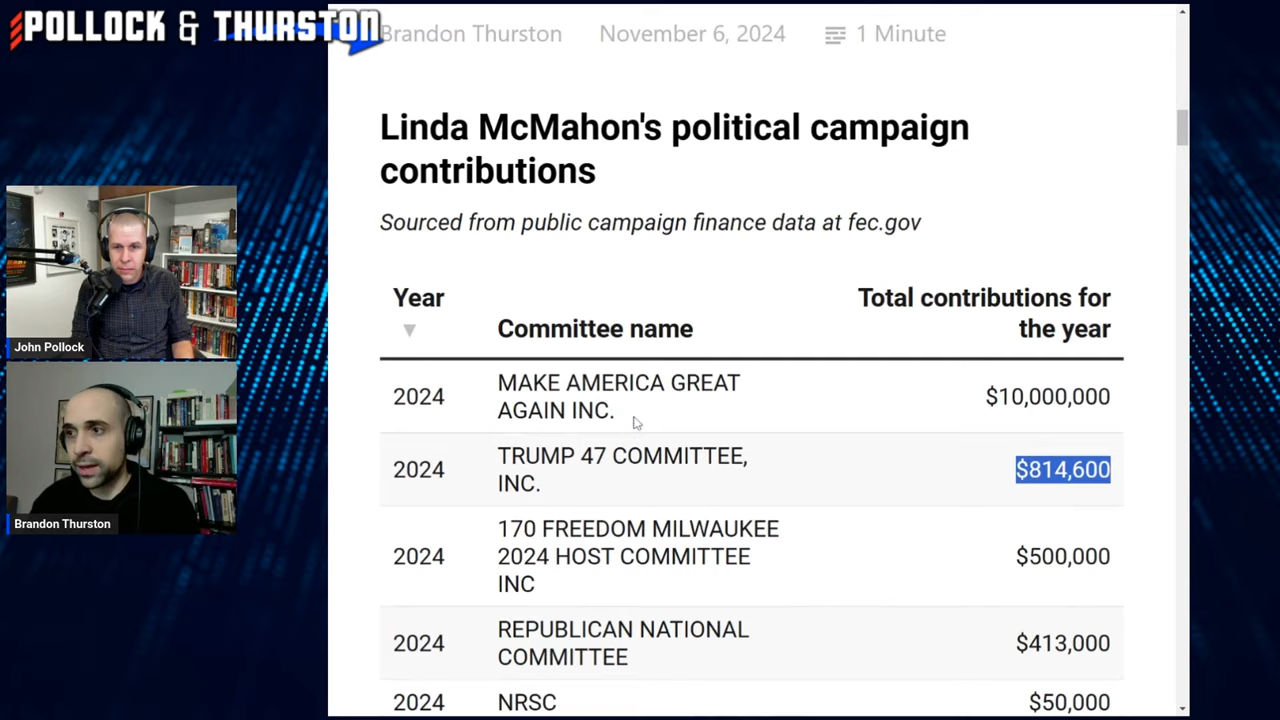 POLLOCK & THURSTON
Brandon Thurston November 6, 2024 1 Minute
Linda McMahon's political campaign
contributions
Sourced from public campaign finance data at fec.gov
Year Committee name Total contributions for
the year
2024 MAKE AMERICA GREAT
AGAIN INC. $10,000,000
2024 TRUMP 47 COMMITTEE,
INC. $814,600
2024 170 FREEDOM MILWAUKEE
2024 HOST COMMITTEE
INC $500,000
2024 REPUBLICAN NATIONAL
COMMITTEE $413,000
2024 NRSC $50,000
John Pollock
Brandon Thurston